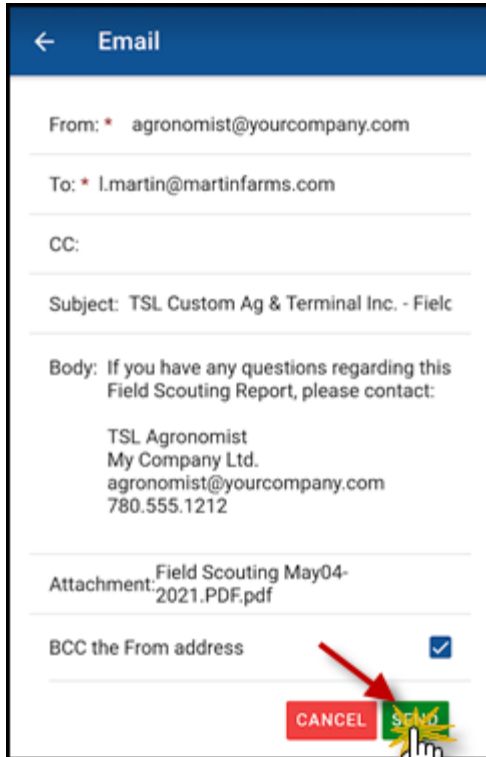 Email
From: * agronomist@yourcompany.com
To: * l.martin@martinfarms.com
CC:
Subject: TSL Custom Ag & Terminal Inc. - Fielc
Body: If you have any questions regarding this
Field Scouting Report, please contact:
TSL Agronomist
My Company Ltd.
agronomist@yourcompany.com
780.555.1212
Attachment: Field Scouting May04-
2021.PDF.pdf
BCC the From address
CANCEL SEND